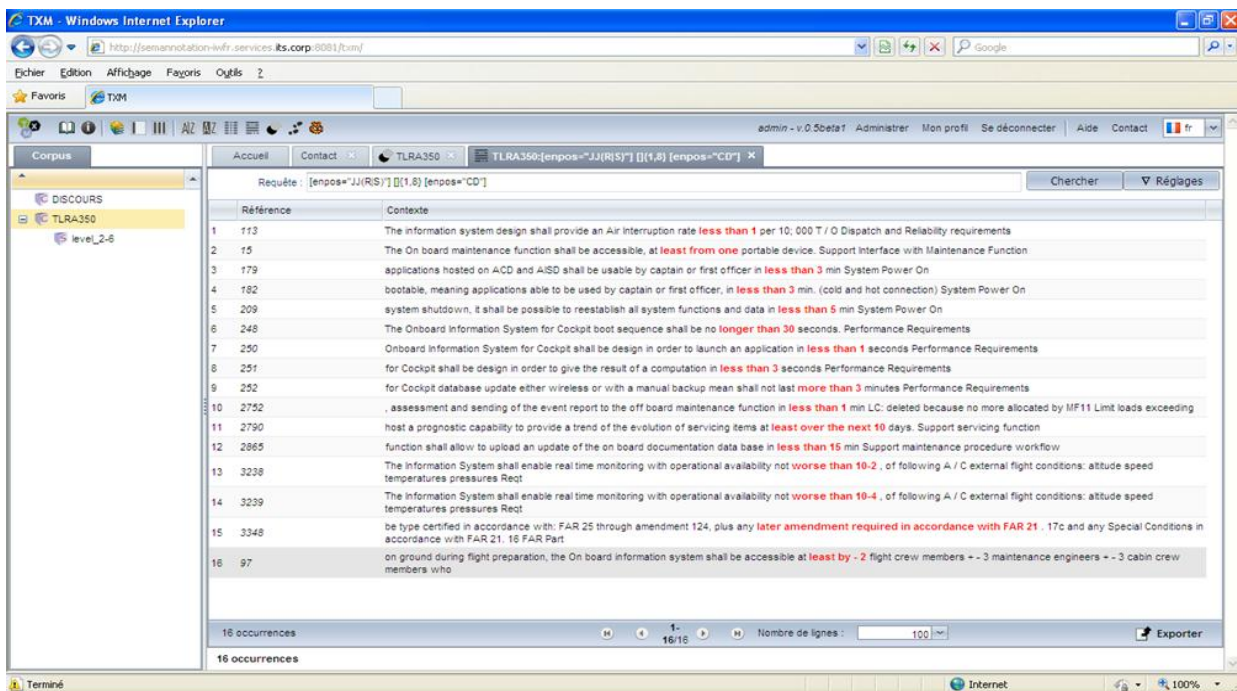 TXM - Windows Internet Explorer
http://semannotation-iwfr.services.its.corp:8081/txm/
Google
Fichier Edition Affichage Favoris Outils ?
Favoris TXM
admin - v.0.5beta1 Administrer Mon profil Se déconnecter Aide Contact fr
Corpus
Accueil Contact TLRA350 TLRA350:[enpos="JJ(R|S)"] []{1,8} [enpos="CD"]
Requête : [enpos="JJ(R|S)"] []{1,8} [enpos="CD"] Chercher Réglages
DISCOURS
TLRA350
level_2-6
Référence Contexte
1 113 The information system design shall provide an Air Interruption rate less than 1 per 10; 000 T / O Dispatch and Reliability requirements
2 15 The On board maintenance function shall be accessible, at least from one portable device. Support Interface with Maintenance Function
3 179 applications hosted on ACD and AISD shall be usable by captain or first officer in less than 3 min System Power On
4 182 bootable, meaning applications able to be used by captain or first officer, in less than 3 min. (cold and hot connection) System Power On
5 209 system shutdown, it shall be possible to reestablish all system functions and data in less than 5 min System Power On
6 248 The Onboard Information System for Cockpit boot sequence shall be no longer than 30 seconds. Performance Requirements
7 250 Onboard Information System for Cockpit shall be design in order to launch an application in less than 1 seconds Performance Requirements
8 251 for Cockpit shall be design in order to give the result of a computation in less than 3 seconds Performance Requirements
9 252 for Cockpit database update either wireless or with a manual backup mean shall not last more than 3 minutes Performance Requirements
10 2752 , assessment and sending of the event report to the off board maintenance function in less than 1 min LC: deleted because no more allocated by MF11 Limit loads exceeding
11 2790 host a prognostic capability to provide a trend of the evolution of servicing items at least over the next 10 days. Support servicing function
12 2865 function shall allow to upload an update of the on board documentation data base in less than 15 min Support maintenance procedure workflow
13 3238 The Information System shall enable real time monitoring with operational availability not worse than 10-2 , of following A / C external flight conditions: altitude speed
temperatures pressures Reqt
14 3239 The Information System shall enable real time monitoring with operational availability not worse than 10-4 , of following A / C external flight conditions: altitude speed
temperatures pressures Reqt
15 3348 be type certified in accordance with: FAR 25 through amendment 124, plus any later amendment required in accordance with FAR 21 . 17c and any Special Conditions in
accordance with FAR 21. 16 FAR Part
16 97 on ground during flight preparation, the On board information system shall be accessible at least by - 2 flight crew members + - 3 maintenance engineers + - 3 cabin crew
members who
16 occurrences 1-16/16 Nombre de lignes : 100 Exporter
16 occurrences
Terminé Internet 100%